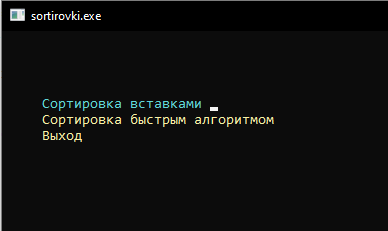 sortirovki.exe
Сортировка вставками
Сортировка быстрым алгоритмом
Выход